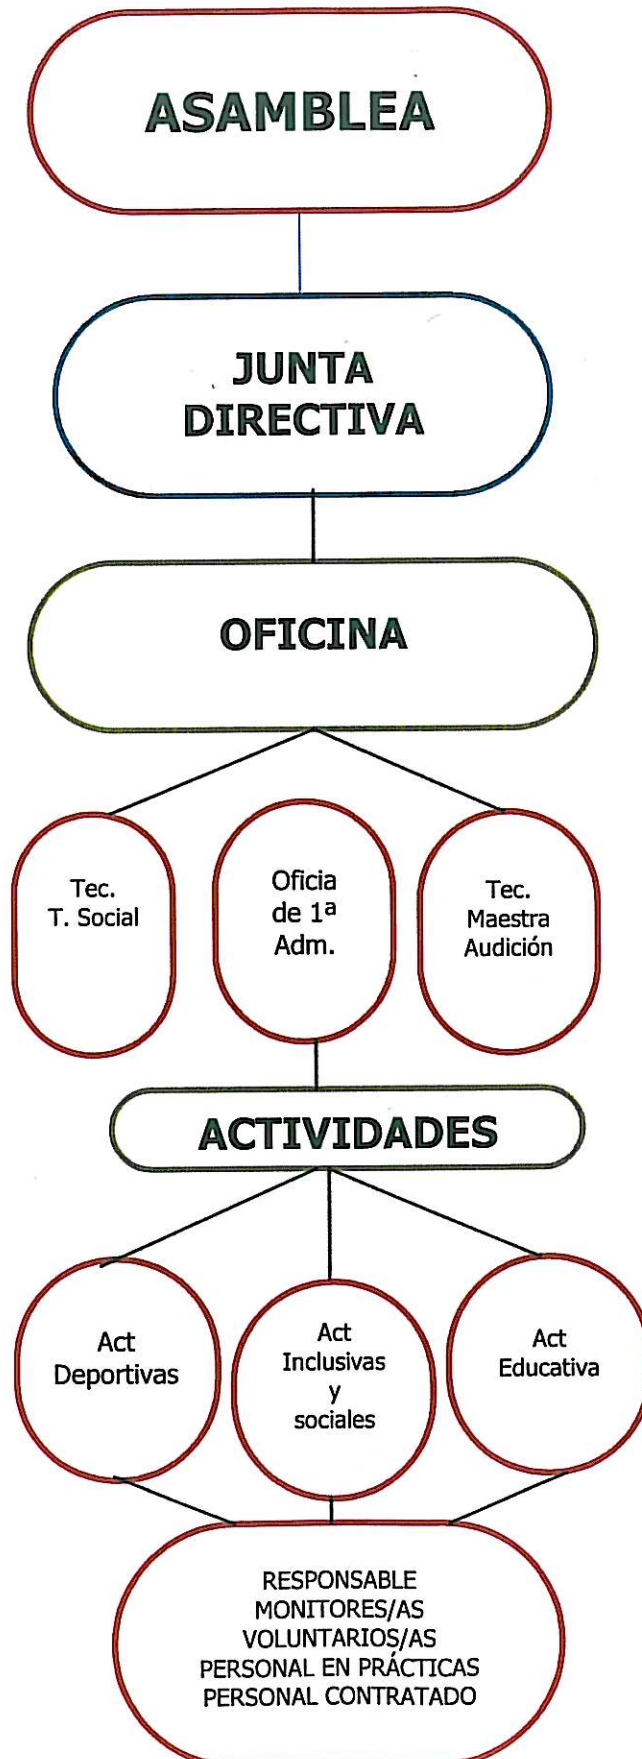 ASAMBLEA
JUNTA
DIRECTIVA
OFICINA
Tec.
T. Social
Oficia
de 1ª
Adm.
Tec.
Maestra
Audición
ACTIVIDADES
Act
Deportivas
Act
Inclusivas
y
sociales
Act
Educativa
RESPONSABLE
MONITORES/AS
VOLUNTARIOS/AS
PERSONAL EN PRÁCTICAS
PERSONAL CONTRATADO